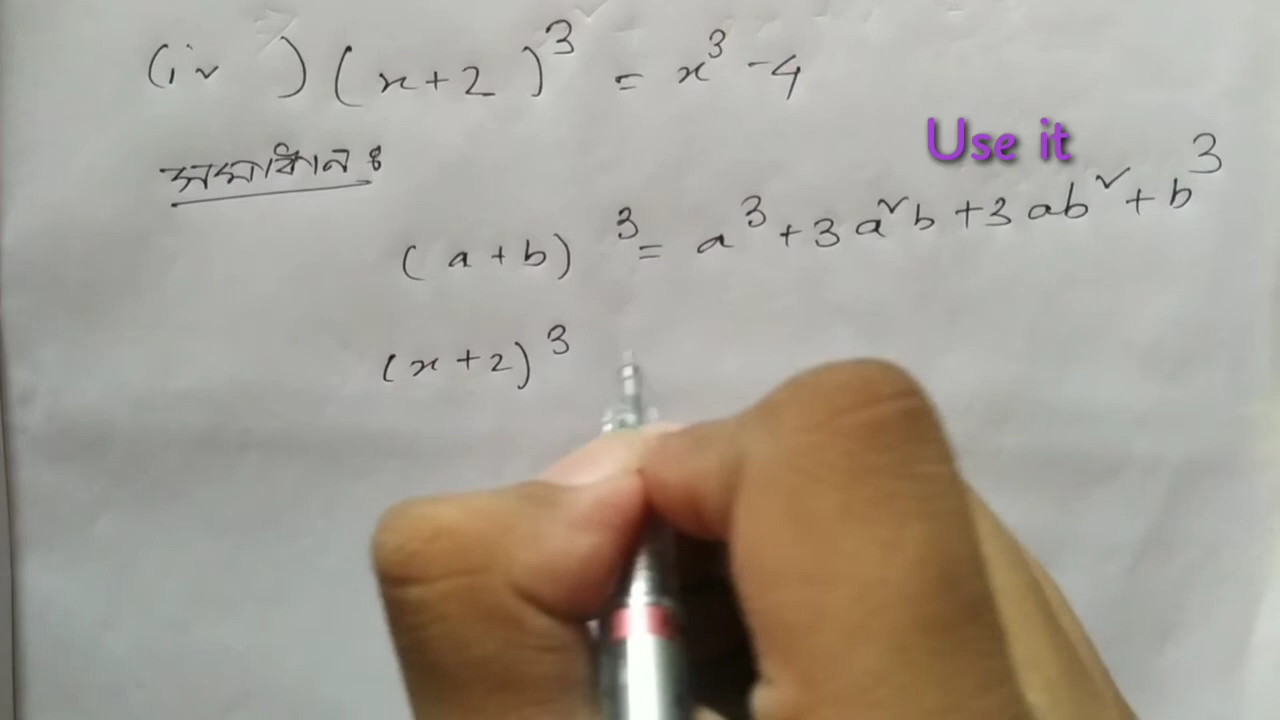 (iv) (x+2)³ = x³-4
সমাধান ঃ
Use it
(a+b)³ = a³+3a²b+3ab²+b³
(x+2)³